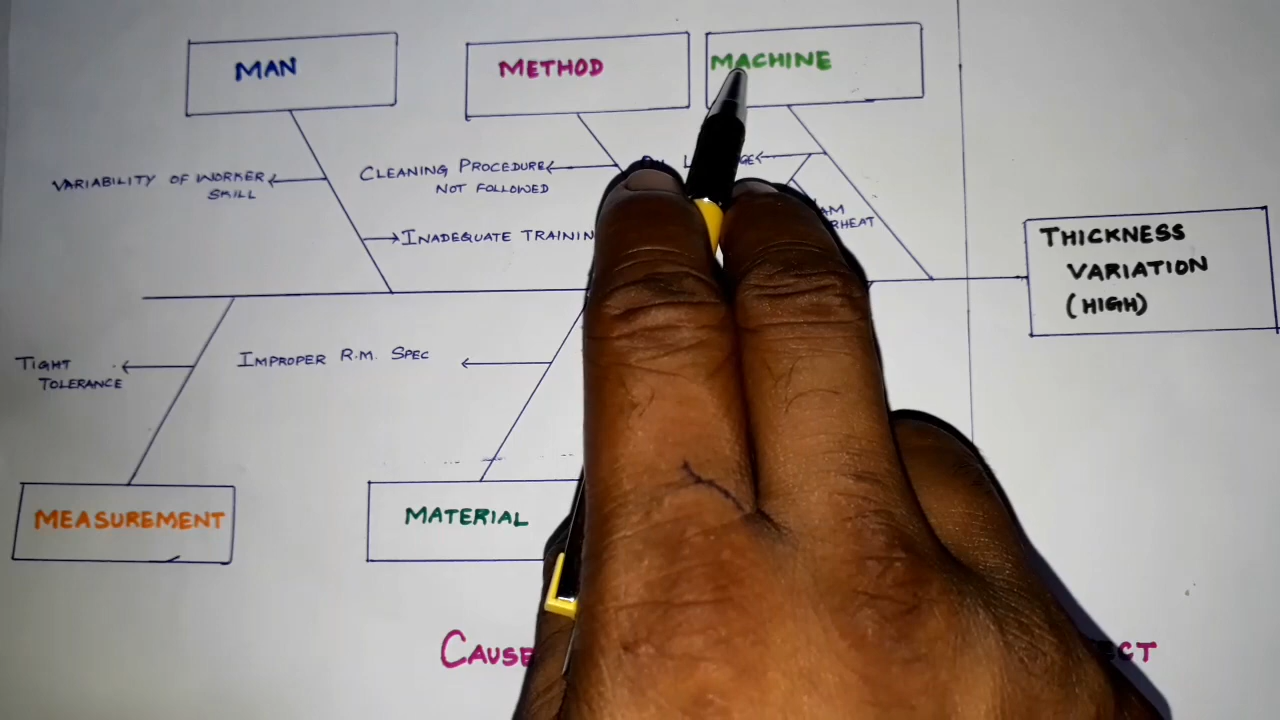 MAN
METHOD
MACHINE
VARIABILITY OF WORKER
SKILL
CLEANING PROCEDURE
NOT FOLLOWED
INADEQUATE
THICKNESS
VARIATION
(HIGH)
TIGHT
TOLERANCE
IMPROPER R.M. SPEC
MEASUREMENT
MATERIAL
CAUSE